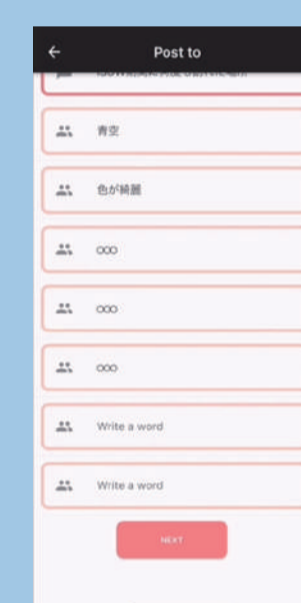 Post to
青空
色が綺麗
○○○
○○○
○○○
Write a word
Write a word
NEXT